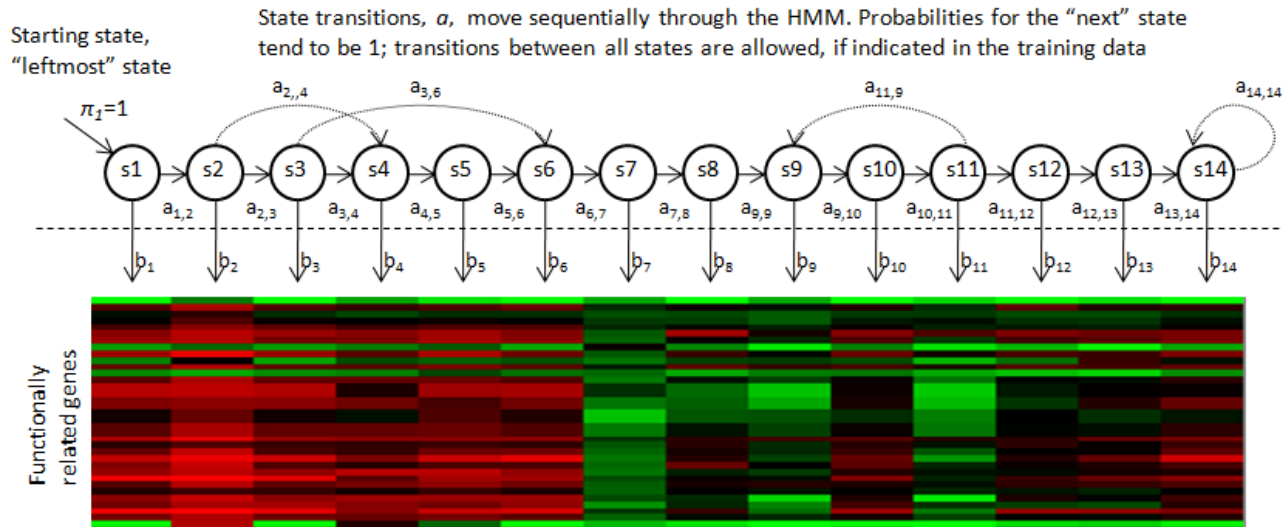 State transitions, a, move sequentially through the HMM. Probabilities for the “next” state
tend to be 1; transitions between all states are allowed, if indicated in the training data
Starting state,
“leftmost” state
π1=1
a2,,4
a3,6
a11,9
a14,14
s1 s2 s3 s4 s5 s6 s7 s8 s9 s10 s11 s12 s13 s14
a1,2 a2,3 a3,4 a4,5 a5,6 a6,7 a7,8 a9,9 a9,10 a10,11 a11,12 a12,13 a13,14
b1 b2 b3 b4 b5 b6 b7 b8 b9 b10 b11 b12 b13 b14
Functionally
related genes